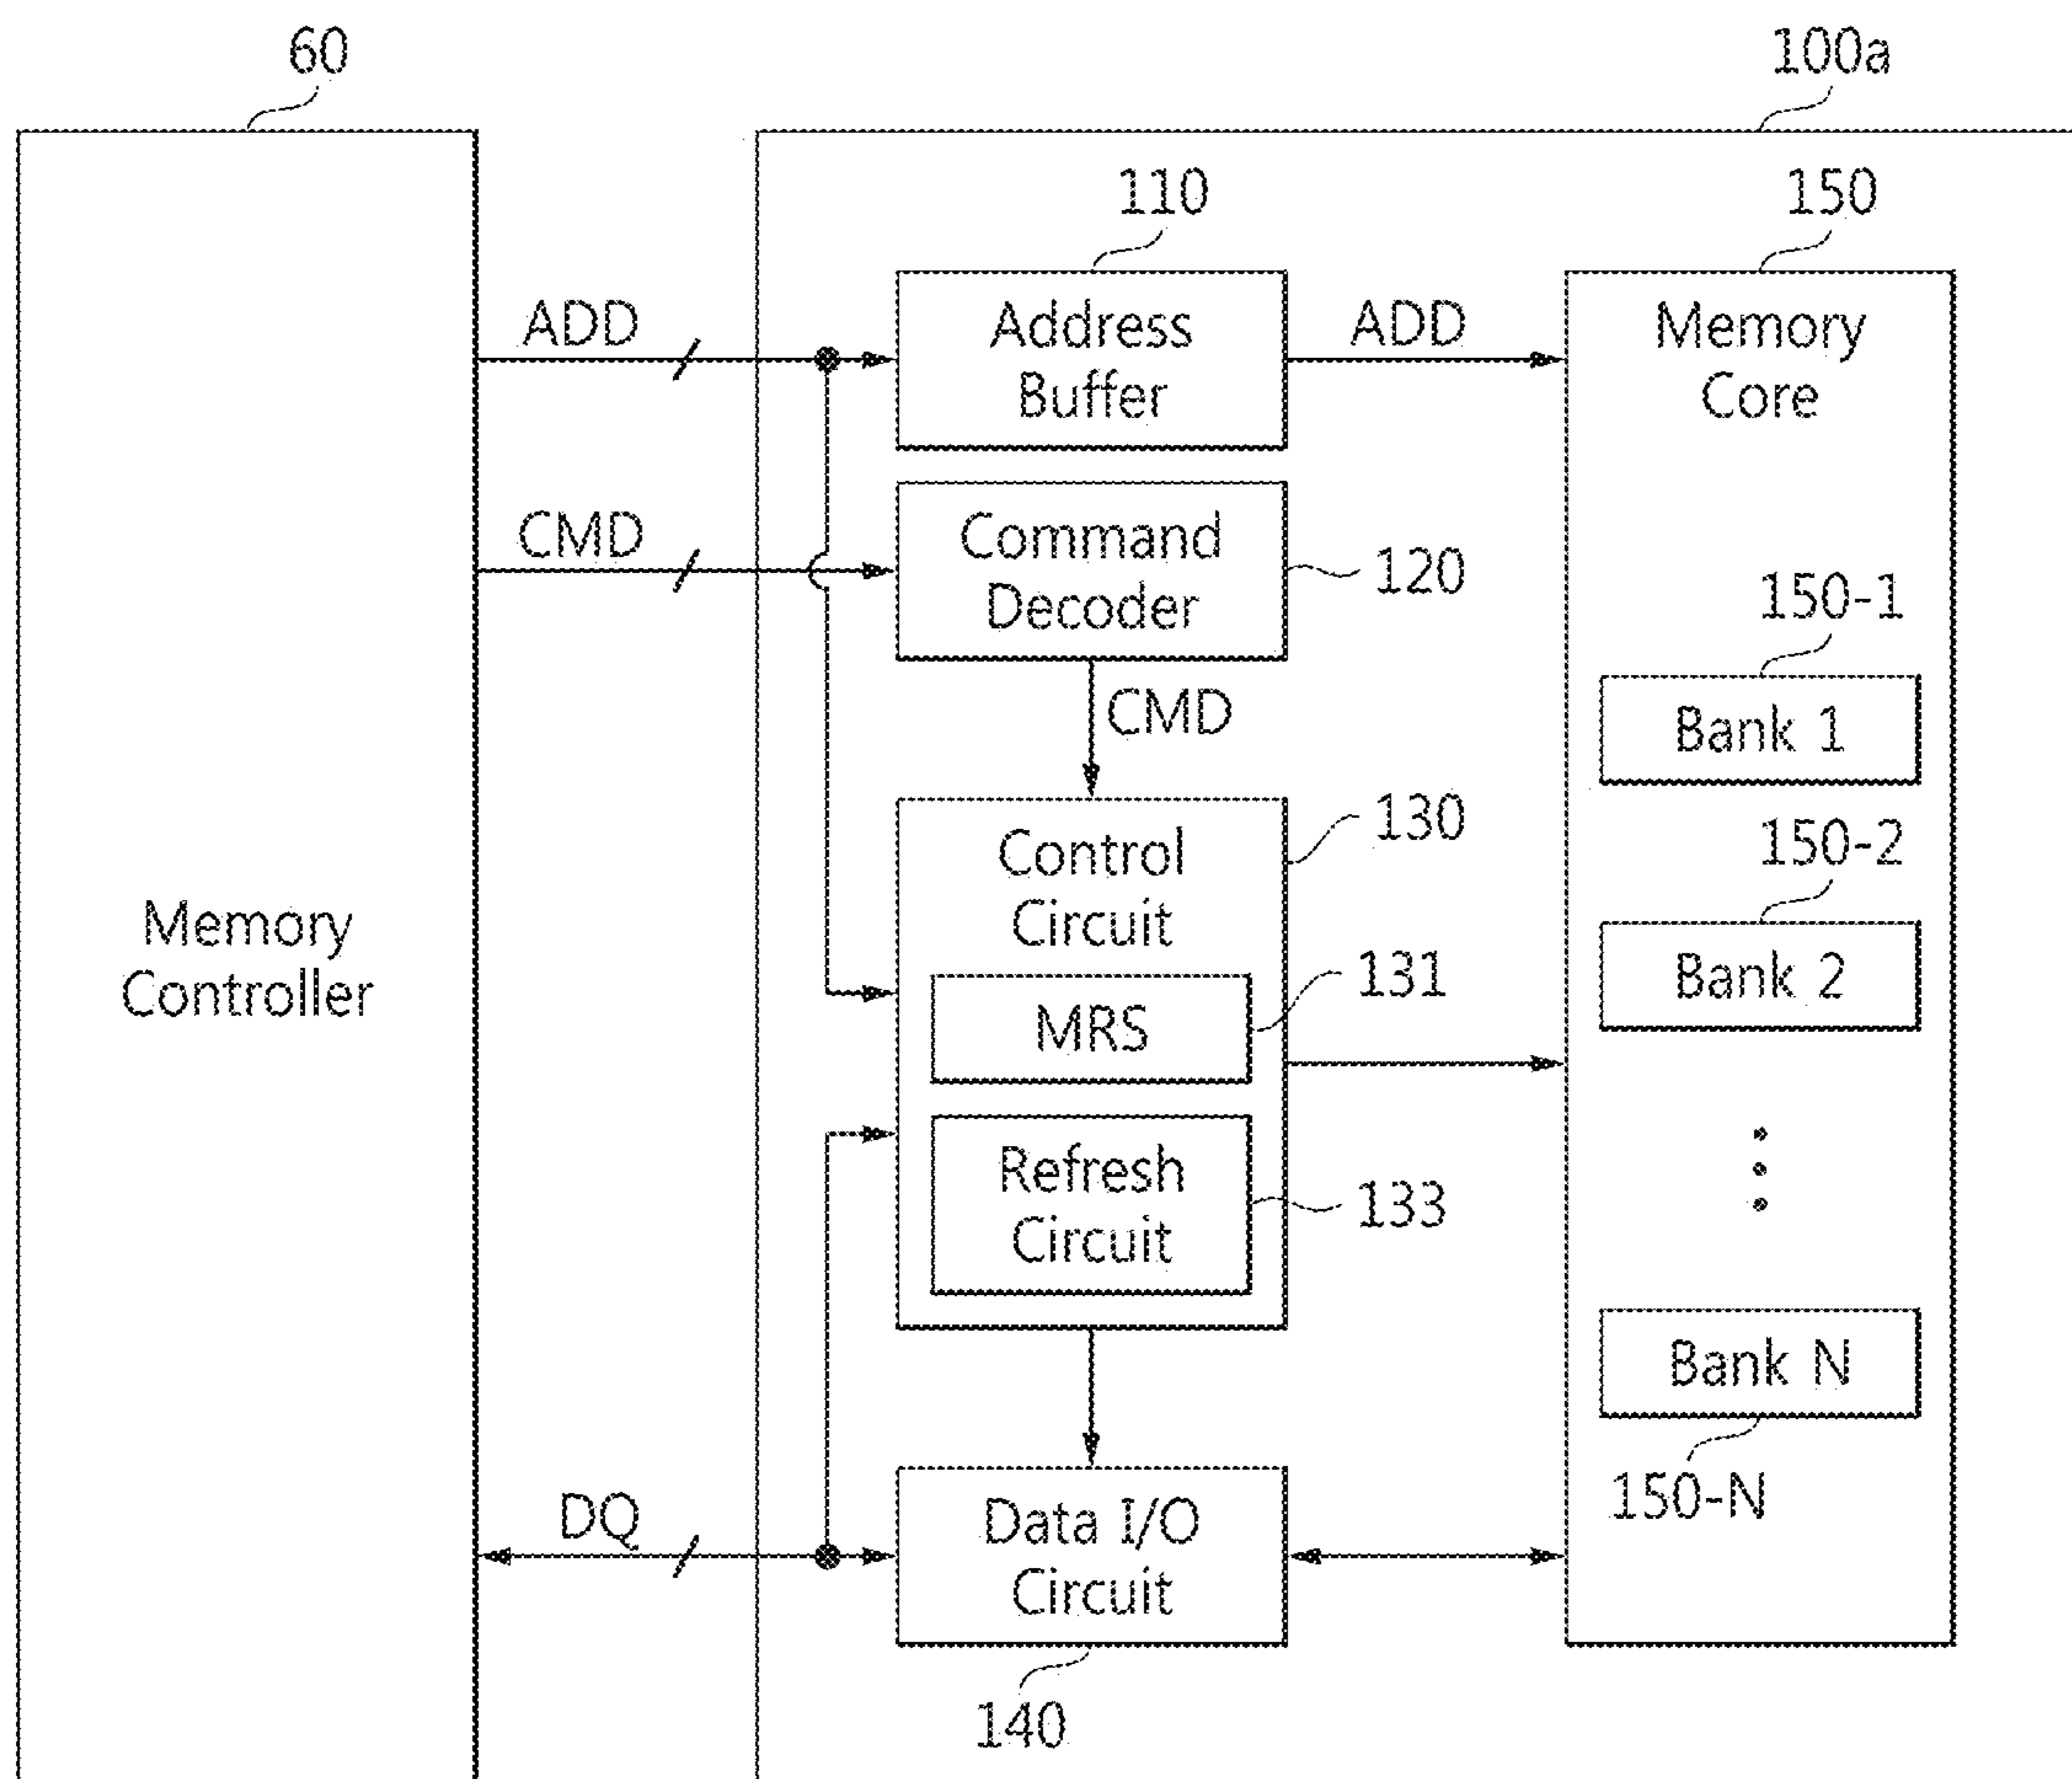 60
100a
110
150
ADD
Address
Buffer
ADD
Memory
Core
CMD
Command
Decoder
120
CMD
150-1
Bank 1
Control
Circuit
130
150-2
Bank 2
Memory
Controller
MRS
131
Refresh
Circuit
133
Bank N
150-N
DQ
Data I/O
Circuit
140